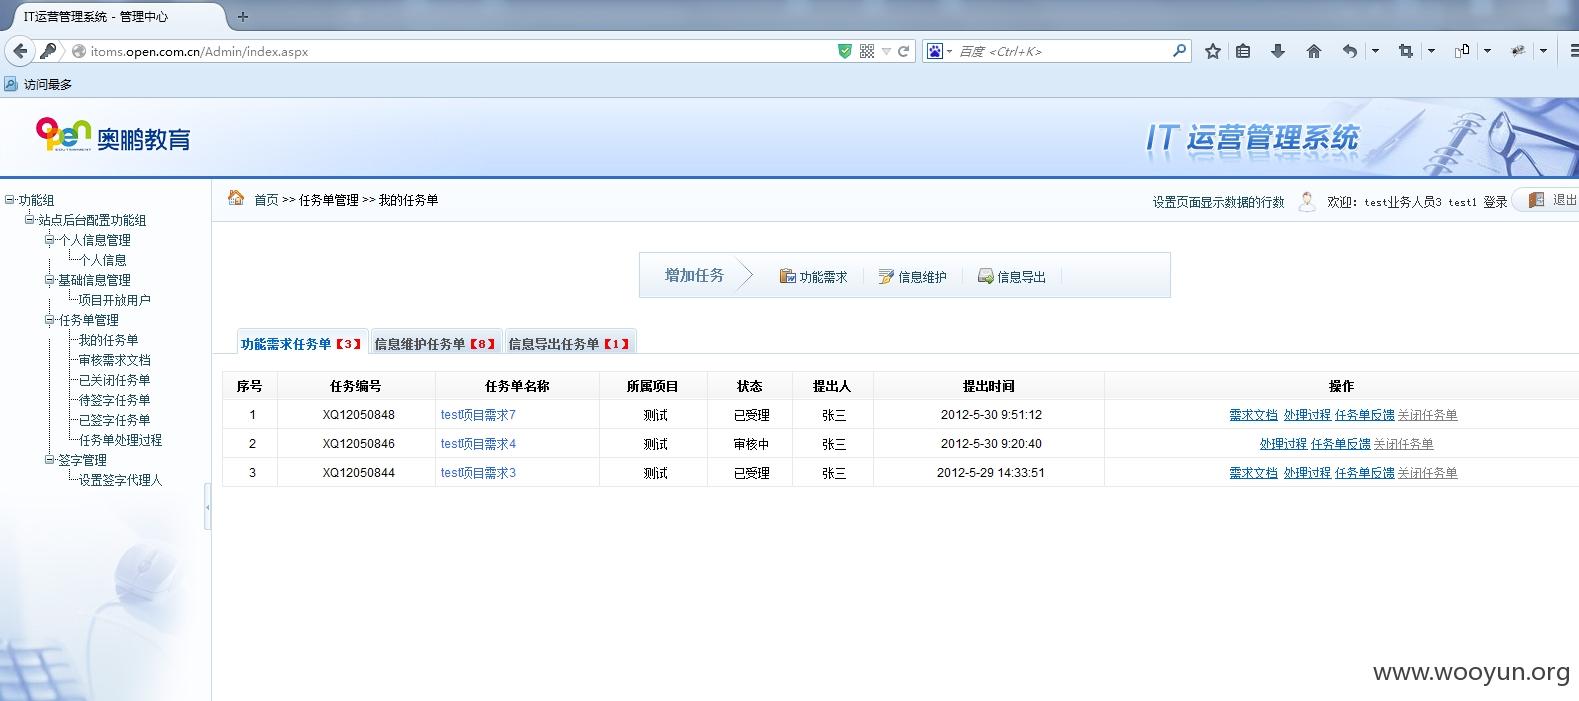 IT运营管理系统 - 管理中心
itoms.open.com.cn/Admin/index.aspx
百度 <Ctrl+K>
访问最多
open 奥鹏教育
IT 运营管理系统
功能组
站点后台配置功能组
个人信息管理
个人信息
基础信息管理
项目开放用户
任务单管理
我的任务单
审核需求文档
已关闭任务单
待签字任务单
已签字任务单
任务单处理过程
签字管理
设置签字代理人
首页 >> 任务单管理 >> 我的任务单
设置页面显示数据的行数 欢迎：test业务人员3 test1 登录 退出
增加任务 功能需求 信息维护 信息导出
功能需求任务单【3】 信息维护任务单【8】 信息导出任务单【1】
序号 任务编号 任务单名称 所属项目 状态 提出人 提出时间 操作
1 XQ12050848 test项目需求7 测试 已受理 张三 2012-5-30 9:51:12 需求文档 处理过程 任务单反馈 关闭任务单
2 XQ12050846 test项目需求4 测试 审核中 张三 2012-5-30 9:20:40 处理过程 任务单反馈 关闭任务单
3 XQ12050844 test项目需求3 测试 已受理 张三 2012-5-29 14:33:51 需求文档 处理过程 任务单反馈 关闭任务单
www.wooyun.org